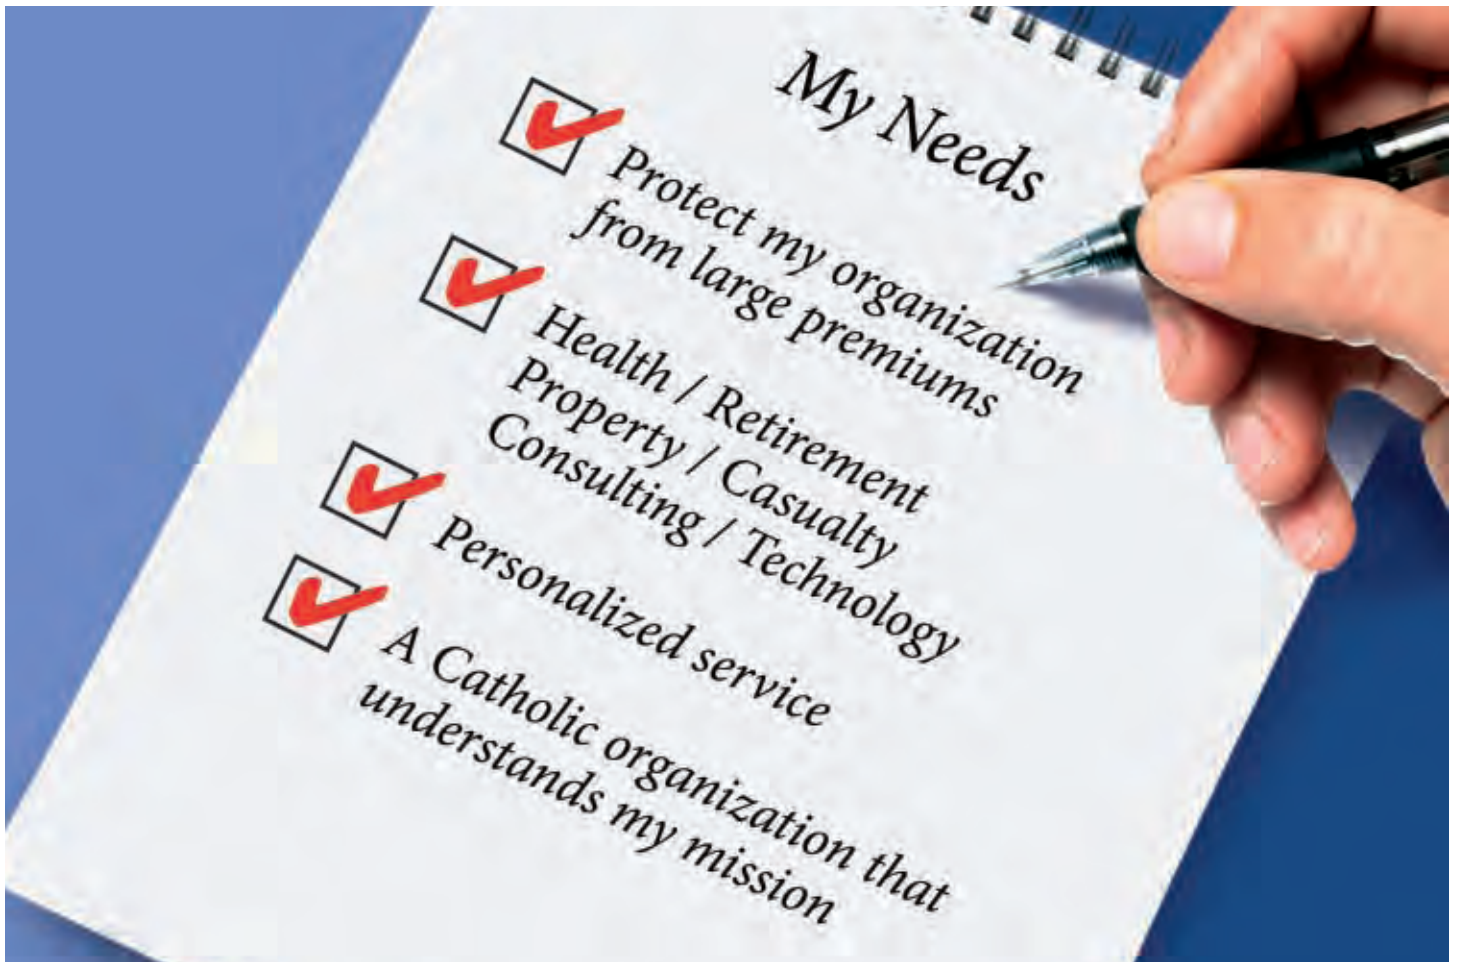 My Needs
Protect my organization
from large premiums
Health / Retirement
Property / Casualty
Consulting / Technology
Personalized service
A Catholic organization that
understands my mission